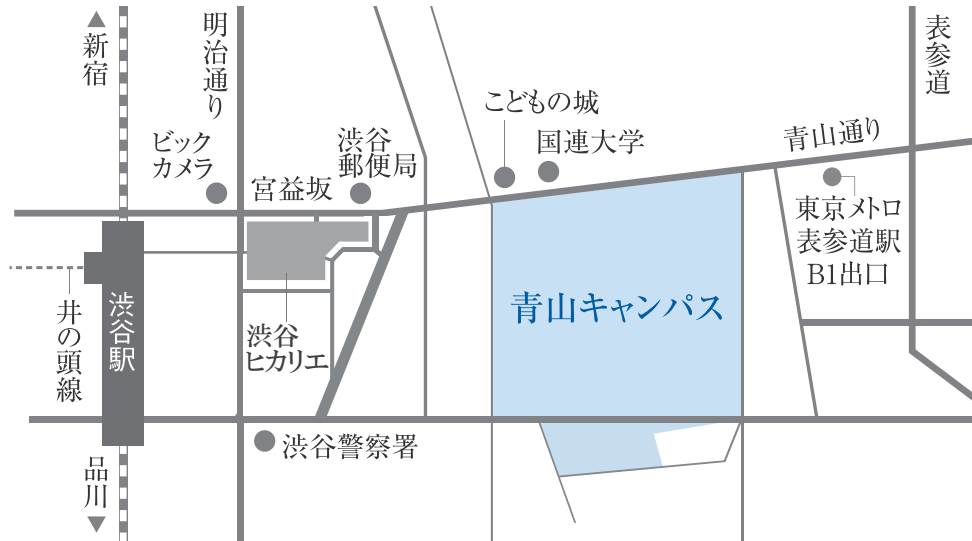 ▲
新宿
明治通り
表参道
こどもの城
国連大学
青山通り
ビック
カメラ
渋谷
郵便局
宮益坂
東京メトロ
表参道駅
B1出口
青山キャンパス
渋谷駅
井の頭線
渋谷
ヒカリエ
渋谷警察署
品川
▼